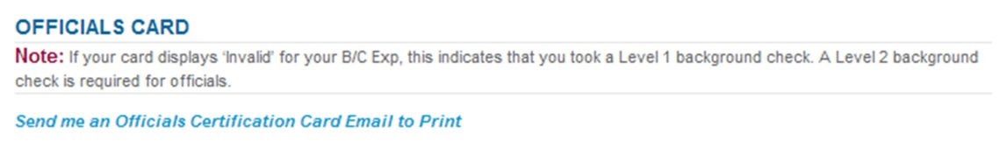 OFFICIALS CARD
Note: If your card displays ‘Invalid’ for your B/C Exp, this indicates that you took a Level 1 background check. A Level 2 background
check is required for officials.
Send me an Officials Certification Card Email to Print